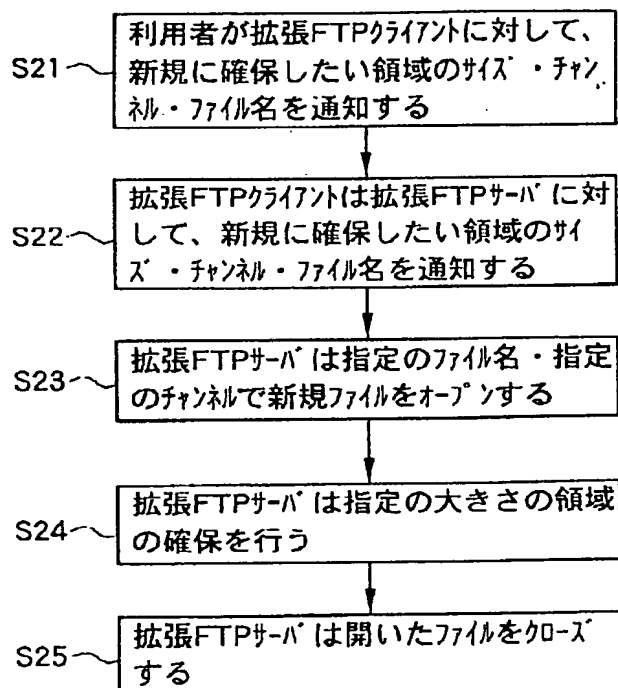 S21
利用者が拡張FTPｸﾗｲｱﾝﾄに対して、
新規に確保したい領域のｻｲｽﾞ・ﾁｬﾝ
ﾈﾙ・ﾌｧｲﾙ名を通知する
S22
拡張FTPｸﾗｲｱﾝﾄは拡張FTPｻｰﾊﾞに対
して、新規に確保したい領域のｻｲ
ｽﾞ・ﾁｬﾝﾈﾙ・ﾌｧｲﾙ名を通知する
S23
拡張FTPｻｰﾊﾞは指定のﾌｧｲﾙ名・指定
のﾁｬﾝﾈﾙで新規ﾌｧｲﾙをｵｰﾌﾟﾝする
S24
拡張FTPｻｰﾊﾞは指定の大きさの領域
の確保を行う
S25
拡張FTPｻｰﾊﾞは開いたﾌｧｲﾙをｸﾛｰｽﾞ
する